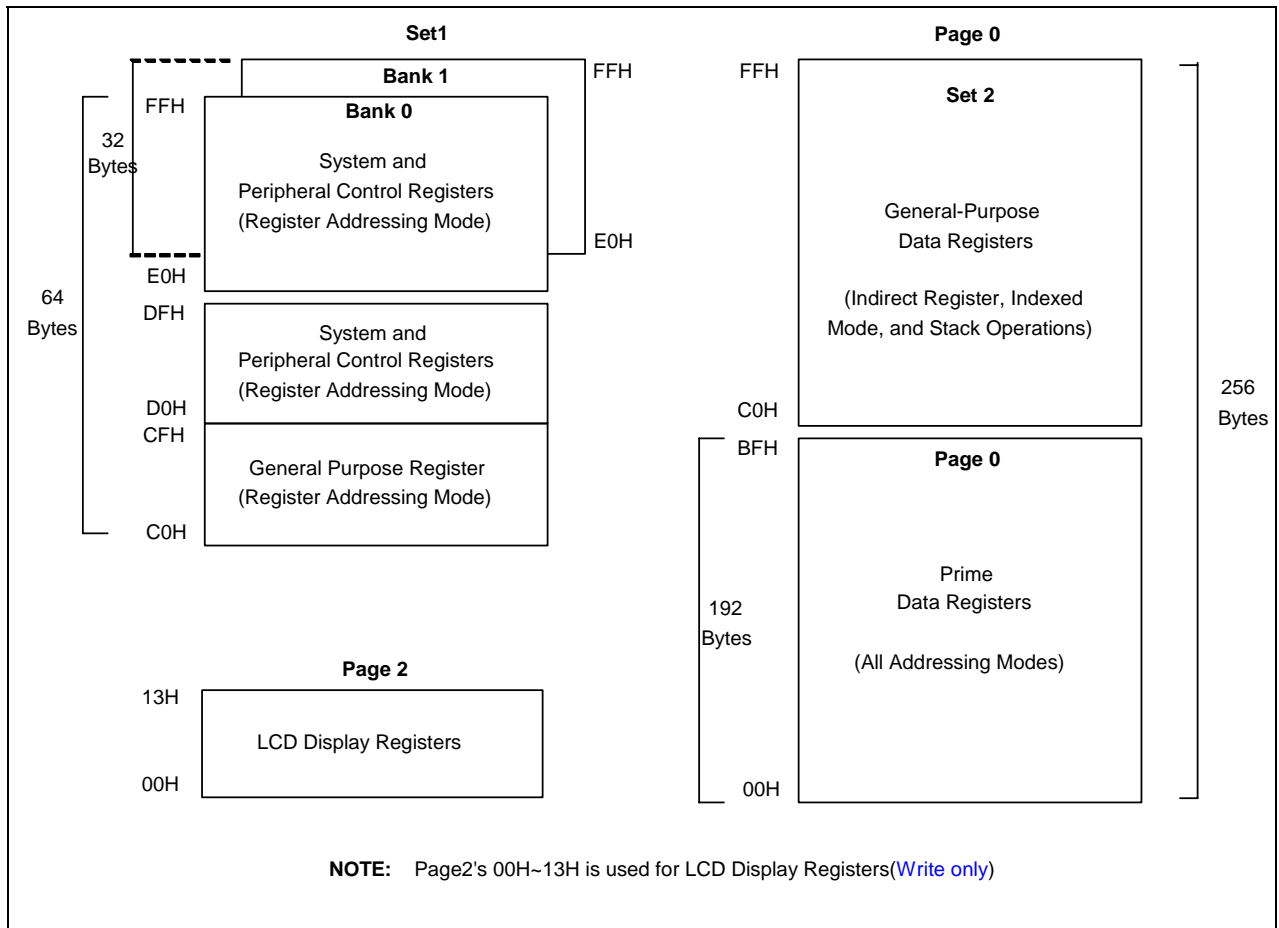 Set1
Bank 1
FFH
Bank 0
FFH
32
Bytes
System and
Peripheral Control Registers
(Register Addressing Mode)
E0H
E0H
64
Bytes
DFH
System and
Peripheral Control Registers
(Register Addressing Mode)
D0H
CFH
General Purpose Register
(Register Addressing Mode)
C0H
Page 2
13H
LCD Display Registers
00H
Page 0
FFH
Set 2
General-Purpose
Data Registers
(Indirect Register, Indexed
Mode, and Stack Operations)
C0H
256
Bytes
BFH
Page 0
192
Bytes
Prime
Data Registers
(All Addressing Modes)
00H
NOTE: Page2's 00H~13H is used for LCD Display Registers(Write only)